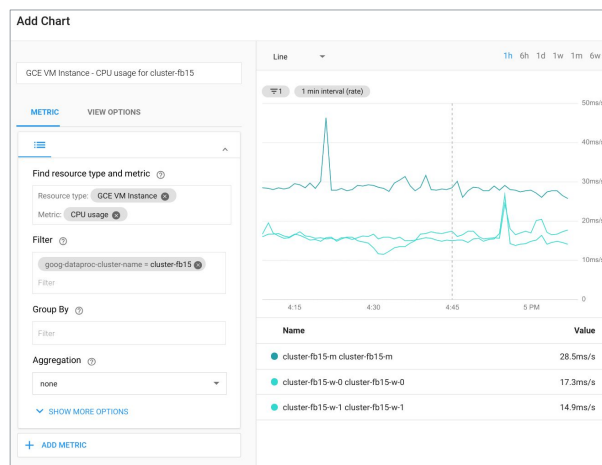 Add Chart
GCE VM Instance - CPU usage for cluster-fb15
METRIC VIEW OPTIONS
Find resource type and metric
Resource type: GCE VM Instance
Metric: CPU usage
Filter
goog-dataproc-cluster-name = cluster-fb15
Filter
Group By
Filter
Aggregation
none
SHOW MORE OPTIONS
+ ADD METRIC
Line
1h 6h 1d 1w 1m 6w
1 1 min interval (rate)
50ms/
40ms/
30ms/
20ms/
10ms/
0
4:15 4:30 4:45 5 PM
Name Value
cluster-fb15-m cluster-fb15-m 28.5ms/s
cluster-fb15-w-0 cluster-fb15-w-0 17.3ms/s
cluster-fb15-w-1 cluster-fb15-w-1 14.9ms/s